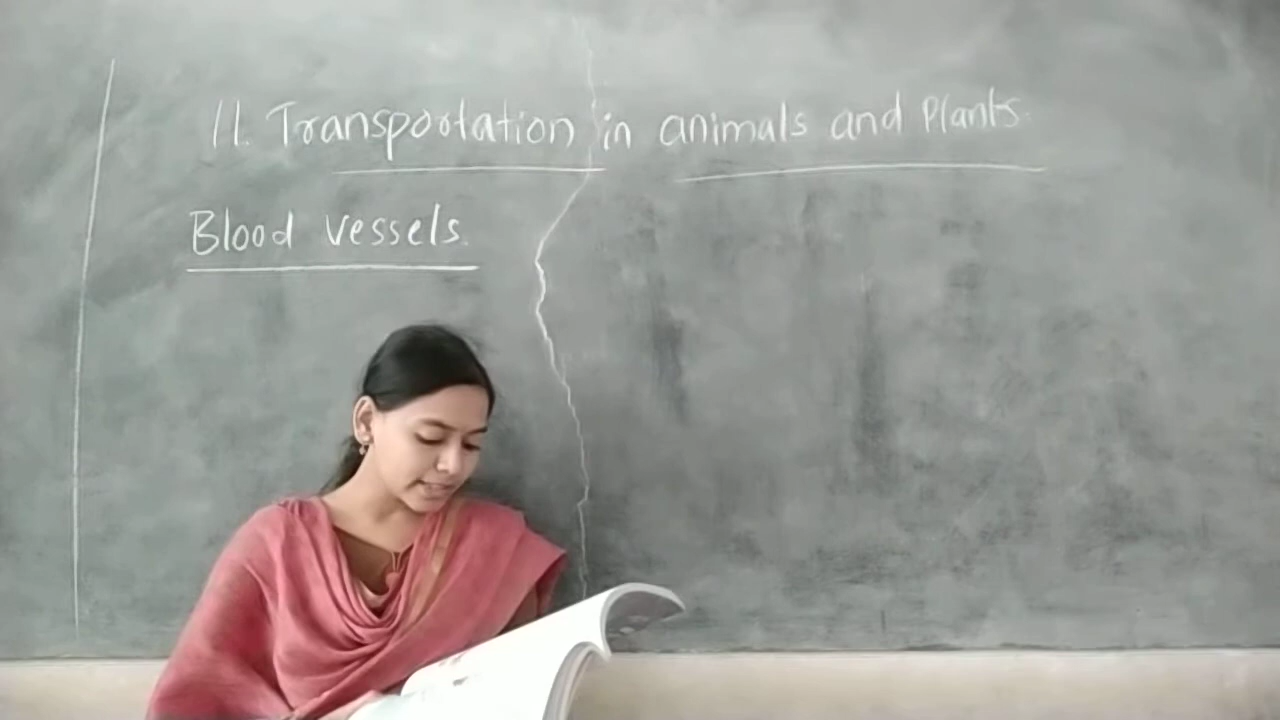 11. Transportation in animals and Plants.
Blood vessels.